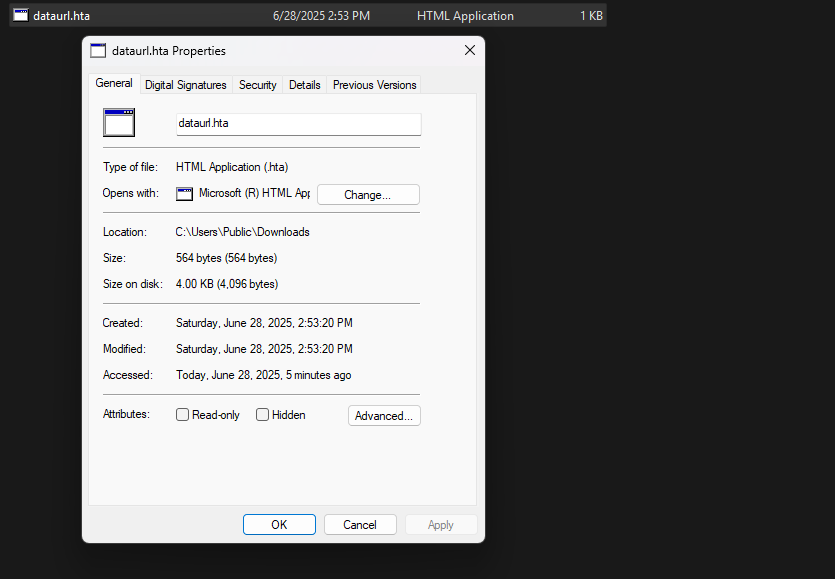 dataurl.hta 6/28/2025 2:53 PM HTML Application 1 KB
dataurl.hta Properties
General Digital Signatures Security Details Previous Versions
dataurl.hta
Type of file: HTML Application (.hta)
Opens with: Microsoft (R) HTML App Change...
Location: C:\Users\Public\Downloads
Size: 564 bytes (564 bytes)
Size on disk: 4.00 KB (4,096 bytes)
Created: Saturday, June 28, 2025, 2:53:20 PM
Modified: Saturday, June 28, 2025, 2:53:20 PM
Accessed: Today, June 28, 2025, 5 minutes ago
Attributes: Read-only Hidden Advanced...
OK Cancel Apply